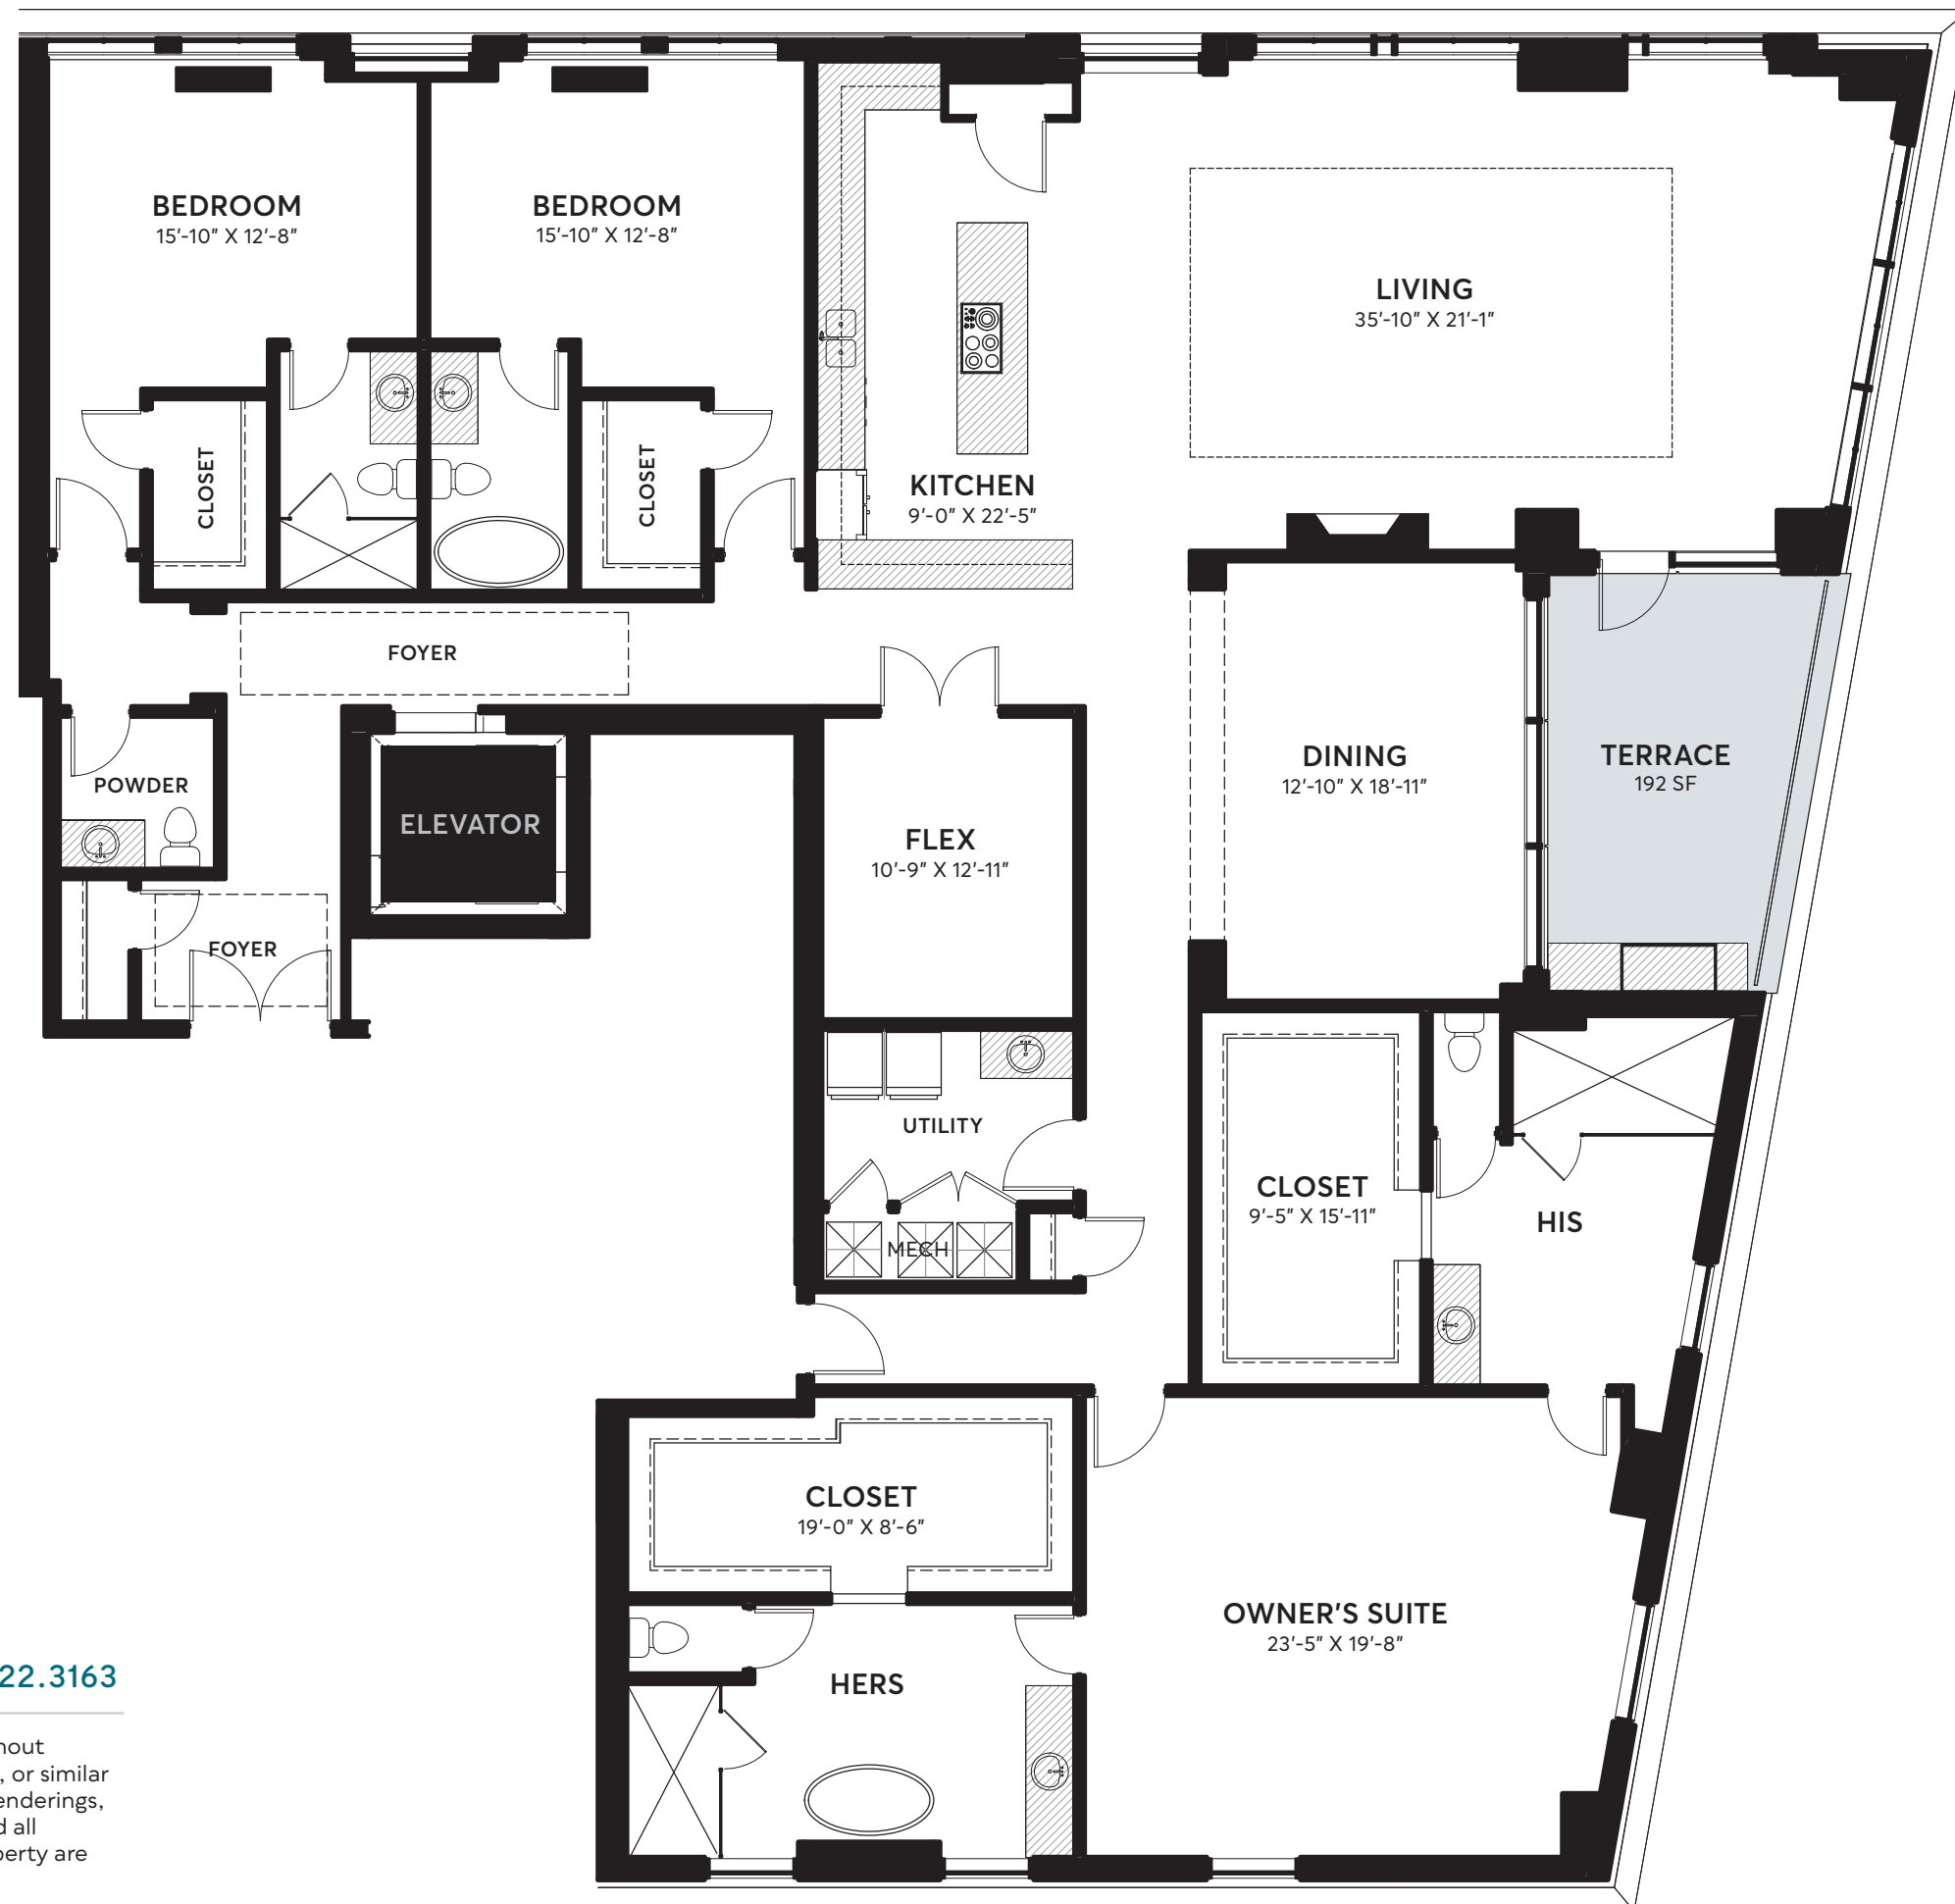 BEDROOM
15'-10" X 12'-8"
BEDROOM
15'-10" X 12'-8"
LIVING
35'-10" X 21'-1"
CLOSET
CLOSET
KITCHEN
9'-0" X 22'-5"
FOYER
POWDER
ELEVATOR
FLEX
10'-9" X 12'-11"
DINING
12'-10" X 18'-11"
TERRACE
192 SF
FOYER
UTILITY
MECH
CLOSET
9'-5" X 15'-11"
HIS
CLOSET
19'-0" X 8'-6"
OWNER'S SUITE
23'-5" X 19'-8"
HERS
22.3163
hout
, or similar
enderings,
d all
perty are